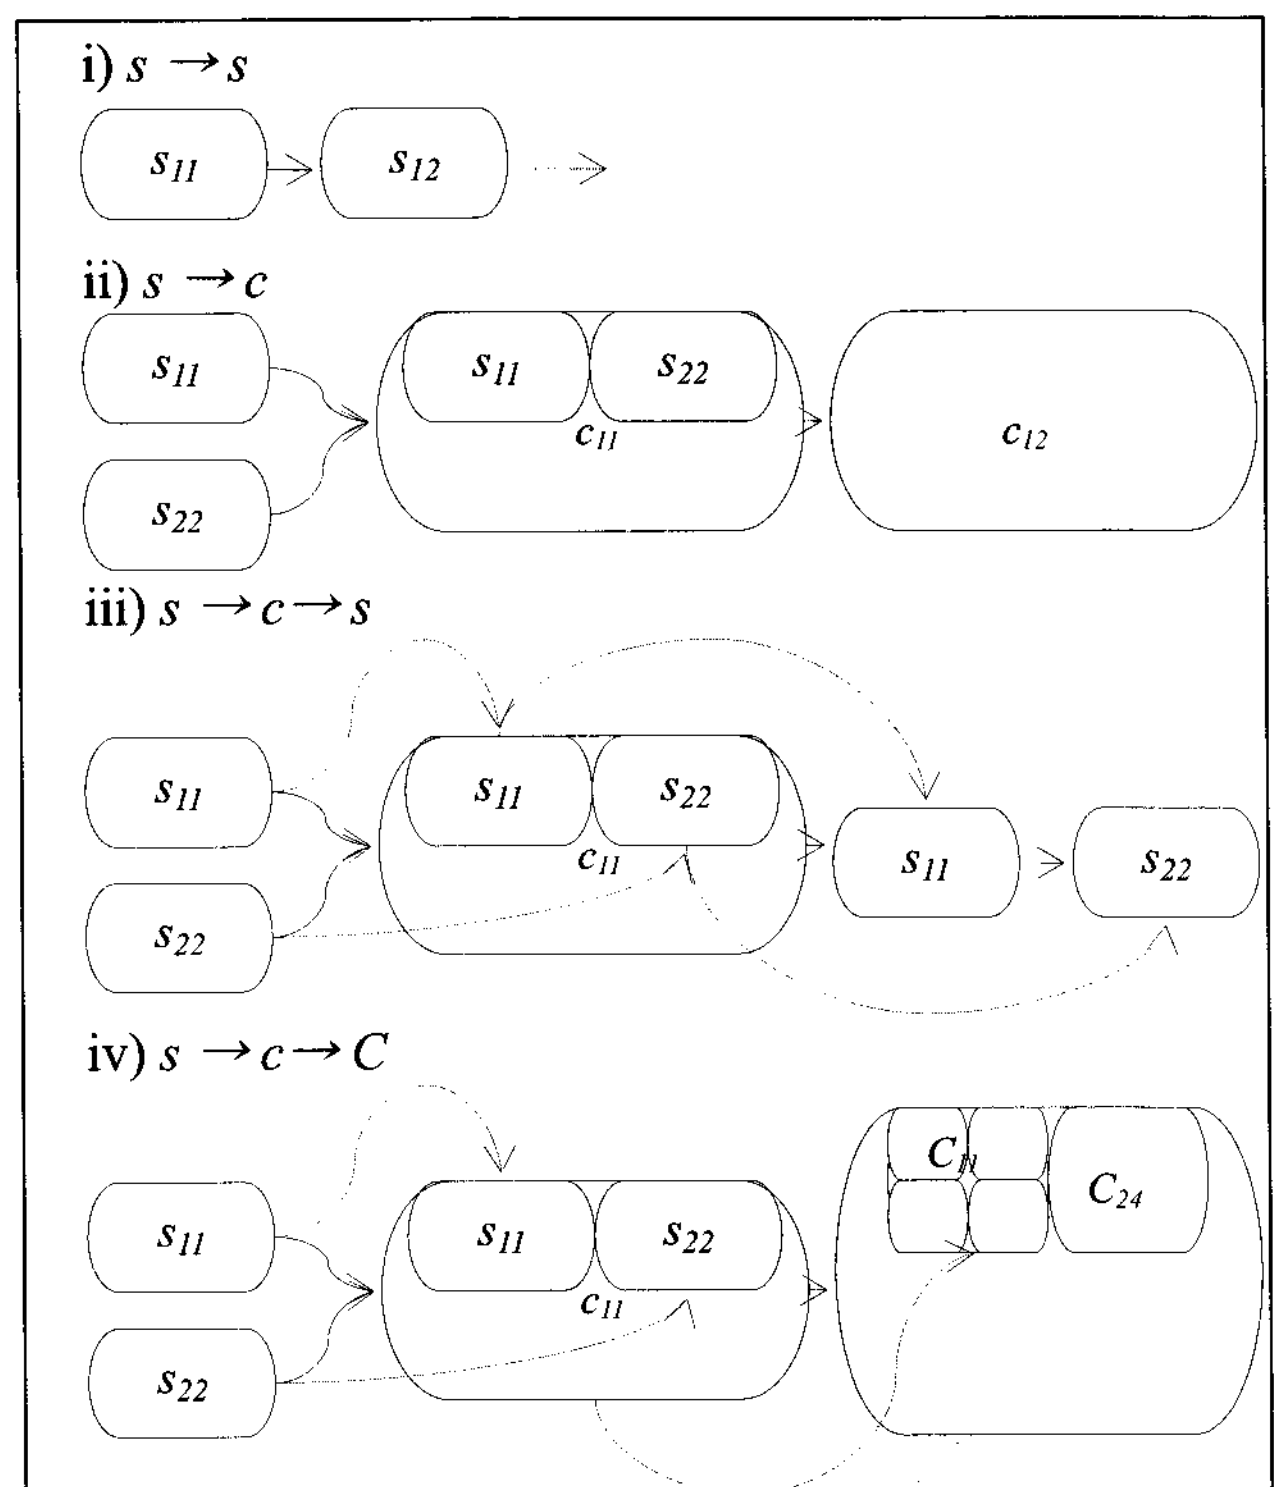 i) s → s
s11 s12
ii) s → c
s11
s22
s11 s22
c11
c12
iii) s → c → s
s11
s22
s11 s22
c11
s11 s22
iv) s → c → C
s11
s22
s11 s22
c11
C11
C24